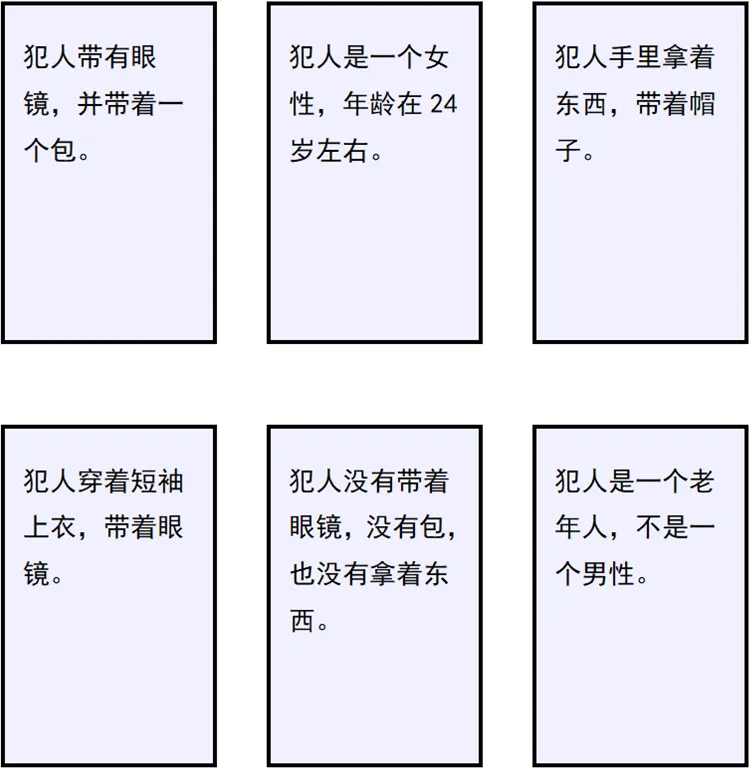 犯人带有眼
镜，并带着一
个包。
犯人是一个女
性，年龄在 24
岁左右。
犯人手里拿着
东西，带着帽
子。
犯人穿着短袖
上衣，带着眼
镜。
犯人没有带着
眼镜，没有包，
也没有拿着东
西。
犯人是一个老
年人，不是一
个男性。